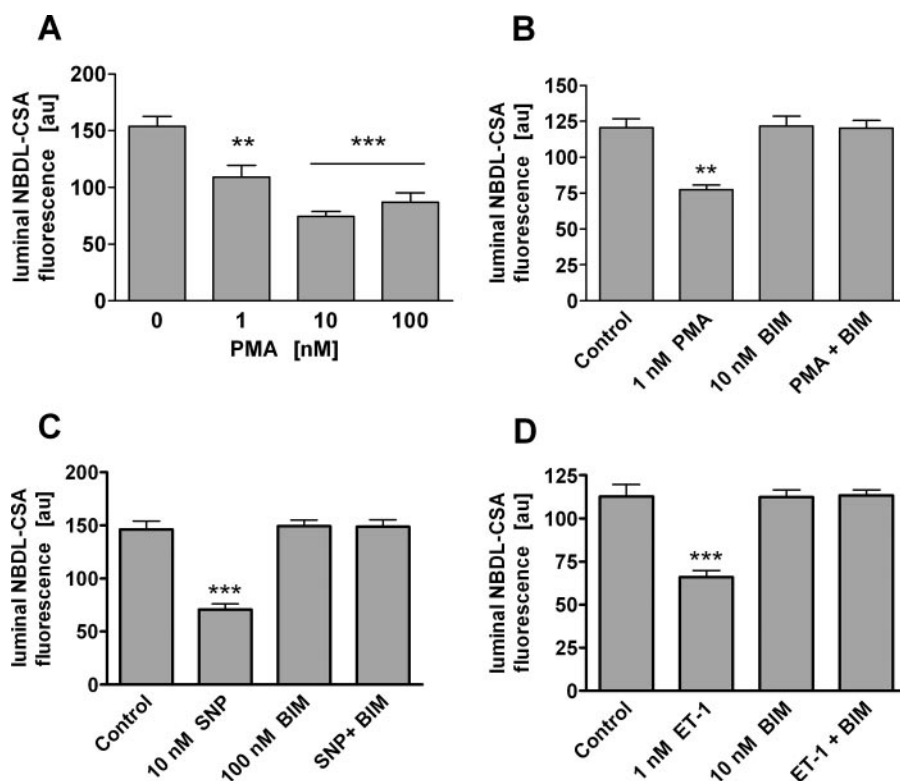 A
luminal NBDL-CSA
fluorescence [au]
200
150
100
50
0
**
***
0 1 10 100
PMA [nM]
B
luminal NBDL-CSA
fluorescence [au]
150
125
100
75
50
25
0
**
Control
1 nM PMA
10 nM BIM
PMA + BIM
C
luminal NBDL-CSA
fluorescence [au]
200
150
100
50
0
***
Control
10 nM SNP
100 nM BIM
SNP+ BIM
D
luminal NBDL-CSA
fluorescence [au]
125
100
75
50
25
0
***
Control
1 nM ET-1
10 nM BIM
ET-1 + BIM